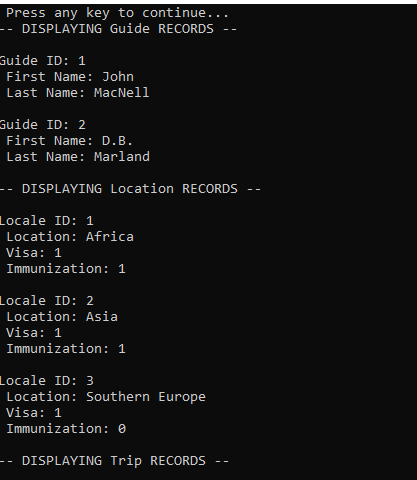 Press any key to continue...
-- DISPLAYING Guide RECORDS --
Guide ID: 1
First Name: John
Last Name: MacNell
Guide ID: 2
First Name: D.B.
Last Name: Marland
-- DISPLAYING Location RECORDS --
Locale ID: 1
Location: Africa
Visa: 1
Immunization: 1
Locale ID: 2
Location: Asia
Visa: 1
Immunization: 1
Locale ID: 3
Location: Southern Europe
Visa: 1
Immunization: 0
-- DISPLAYING Trip RECORDS --